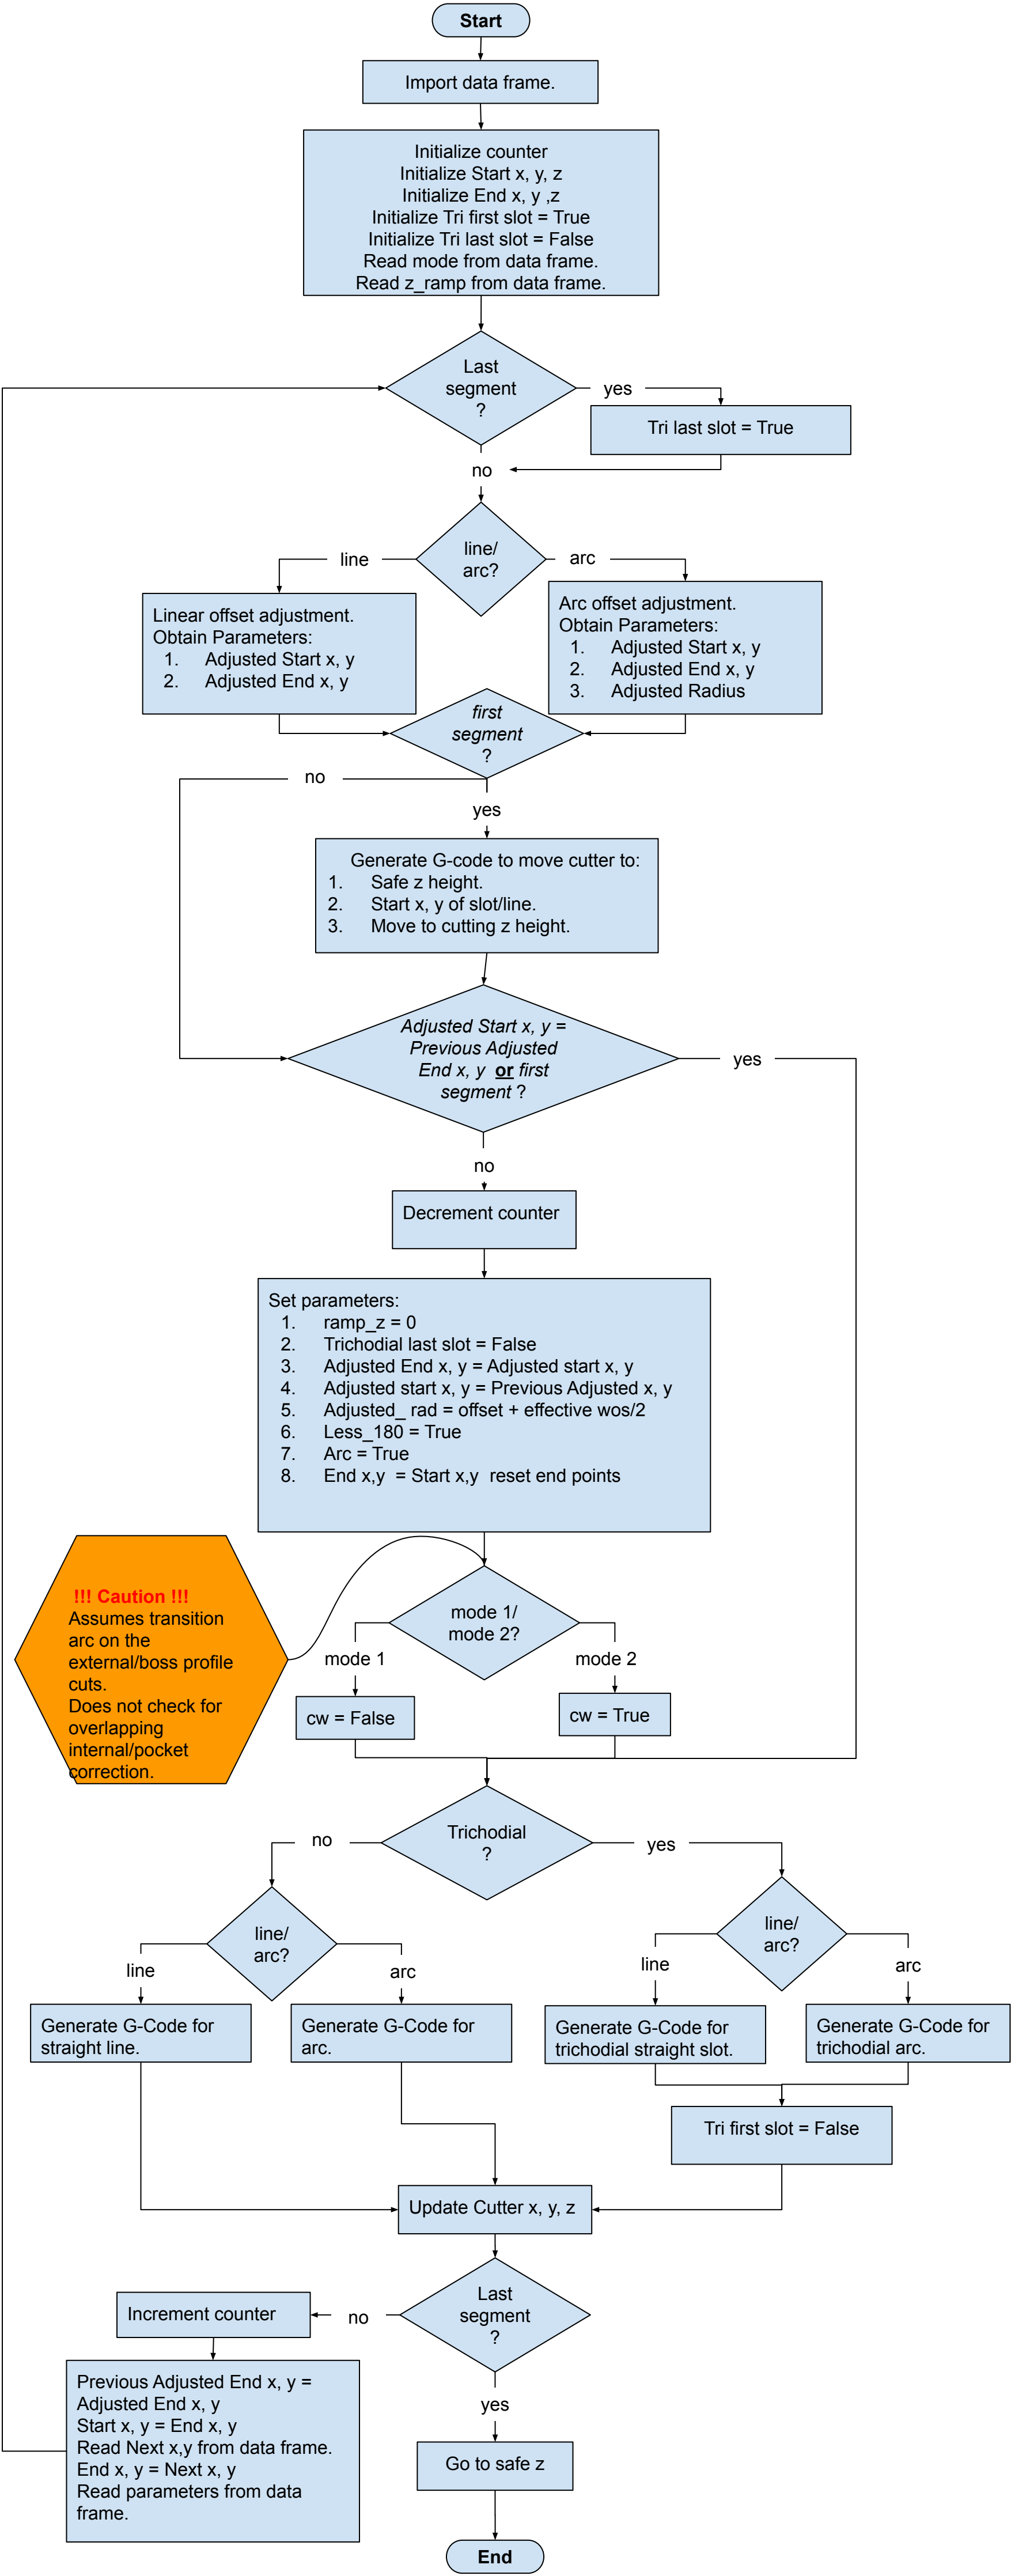 Start
Import data frame.
Initialize counter
Initialize Start x, y, z
Initialize End x, y ,z
Initialize Tri first slot = True
Initialize Tri last slot = False
Read mode from data frame.
Read z_ramp from data frame.
Last
segment
?
yes
Tri last slot = True
no
line/
arc?
line
arc
Linear offset adjustment.
Obtain Parameters:
1. Adjusted Start x, y
2. Adjusted End x, y
Arc offset adjustment.
Obtain Parameters:
1. Adjusted Start x, y
2. Adjusted End x, y
3. Adjusted Radius
first
segment
?
no
yes
Generate G-code to move cutter to:
1. Safe z height.
2. Start x, y of slot/line.
3. Move to cutting z height.
Adjusted Start x, y =
Previous Adjusted
End x, y or first
segment ?
yes
no
Decrement counter
Set parameters:
1. ramp_z = 0
2. Trichodial last slot = False
3. Adjusted End x, y = Adjusted start x, y
4. Adjusted start x, y = Previous Adjusted x, y
5. Adjusted_ rad = offset + effective wos/2
6. Less_180 = True
7. Arc = True
8. End x,y = Start x,y reset end points
!!! Caution !!!
Assumes transition
arc on the
external/boss profile
cuts.
Does not check for
overlapping
internal/pocket
correction.
mode 1/
mode 2?
mode 1
mode 2
cw = False
cw = True
Trichodial
?
no
yes
line/
arc?
line
arc
line/
arc?
line
arc
Generate G-Code for
straight line.
Generate G-Code for
arc.
Generate G-Code for
trichodial straight slot.
Generate G-Code for
trichodial arc.
Tri first slot = False
Update Cutter x, y, z
Last
segment
?
no
Increment counter
Previous Adjusted End x, y =
Adjusted End x, y
Start x, y = End x, y
Read Next x,y from data frame.
End x, y = Next x, y
Read parameters from data
frame.
yes
Go to safe z
End